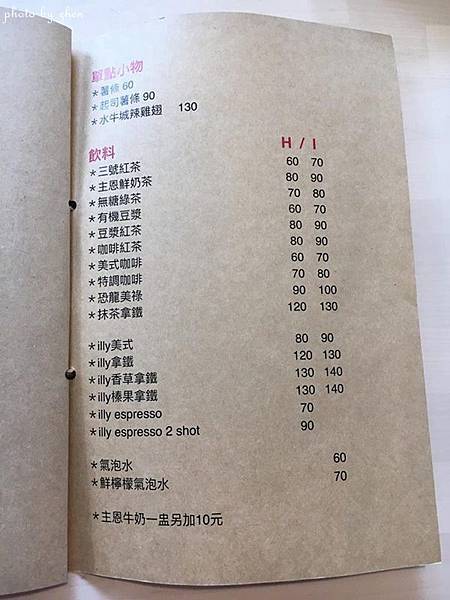 photo by chen
單點小物
*薯條 60
*起司薯條 90
*水牛城辣雞翅 130
飲料 H / I
*三號紅茶 60 70
*主恩鮮奶茶 80 90
*無糖綠茶 70 80
*有機豆漿 60 70
*豆漿紅茶 80 90
*咖啡紅茶 80 90
*美式咖啡 60 70
*特調咖啡 70 80
*恐龍美祿 90 100
*抹茶拿鐵 120 130
*illy美式 80 90
*illy拿鐵 120 130
*illy香草拿鐵 130 140
*illy榛果拿鐵 130 140
*illy espresso 70
*illy espresso 2 shot 90
*氣泡水 60
*鮮檸檬氣泡水 70
*主恩牛奶一盅另加10元